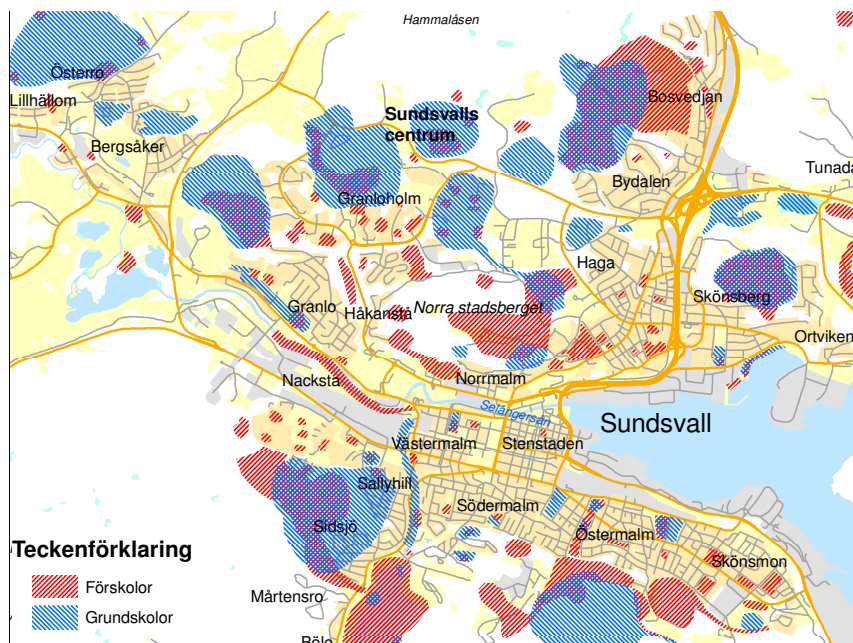 Hammalåsen
Österro
Lillhällom
Bosvedjan
Sundsvalls
centrum
Bergsåker
Tunada
Bydalen
Granloholm
Haga
Skönsberg
Granlo
Håkansta
Norra stadsberget
Ortviken
Nacksta
Norrmalm
Selångersån
Sundsvall
Västermalm
Stenstaden
Sallyhill
Södermalm
Sidsjö
Östermalm
Skönsmon
Teckenförklaring
Förskolor
Grundskolor
Mårtensro